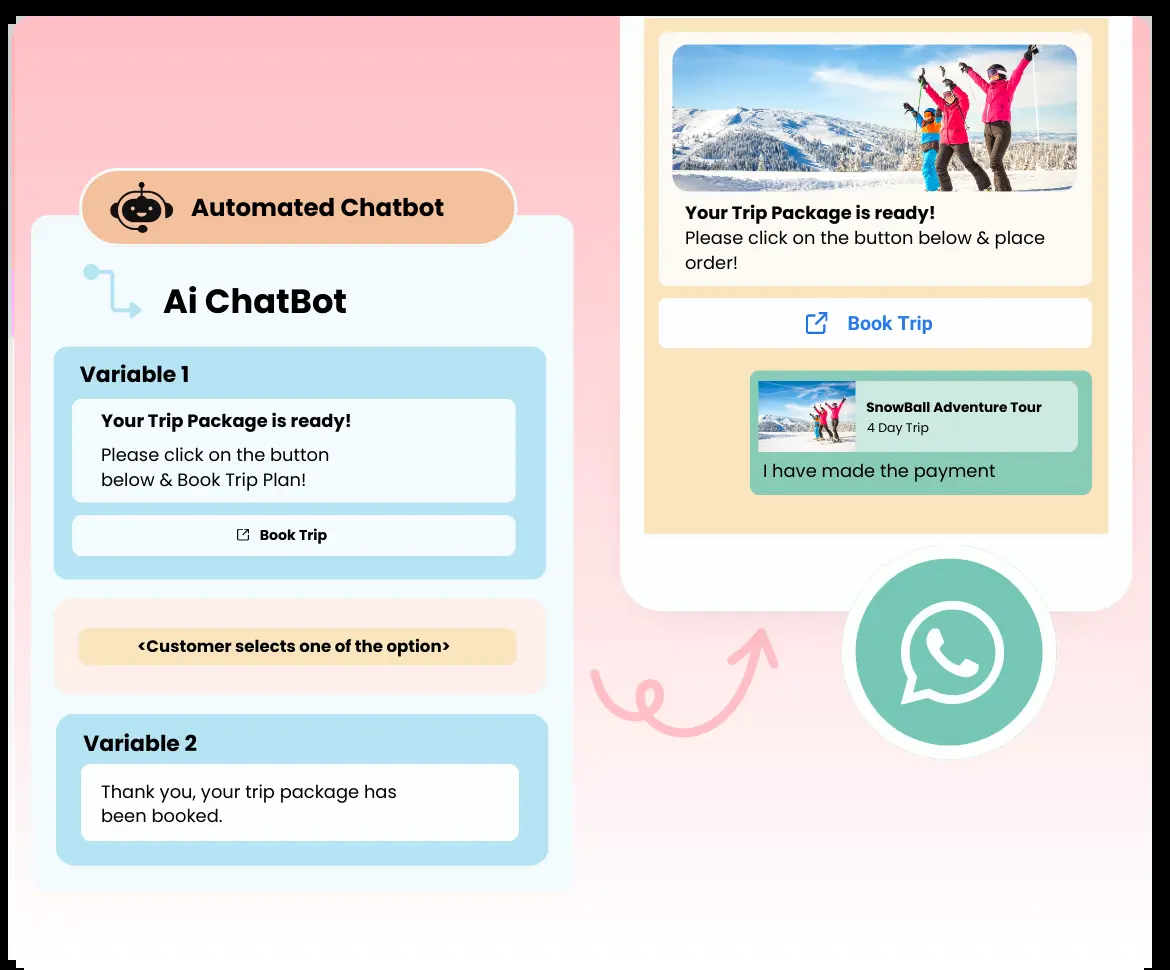 Automated Chatbot
Ai ChatBot
Variable 1
Your Trip Package is ready!
Please click on the button
below & Book Trip Plan!
Book Trip
<Customer selects one of the option>
Variable 2
Thank you, your trip package has
been booked.
Your Trip Package is ready!
Please click on the button below & place
order!
Book Trip
SnowBall Adventure Tour
4 Day Trip
I have made the payment